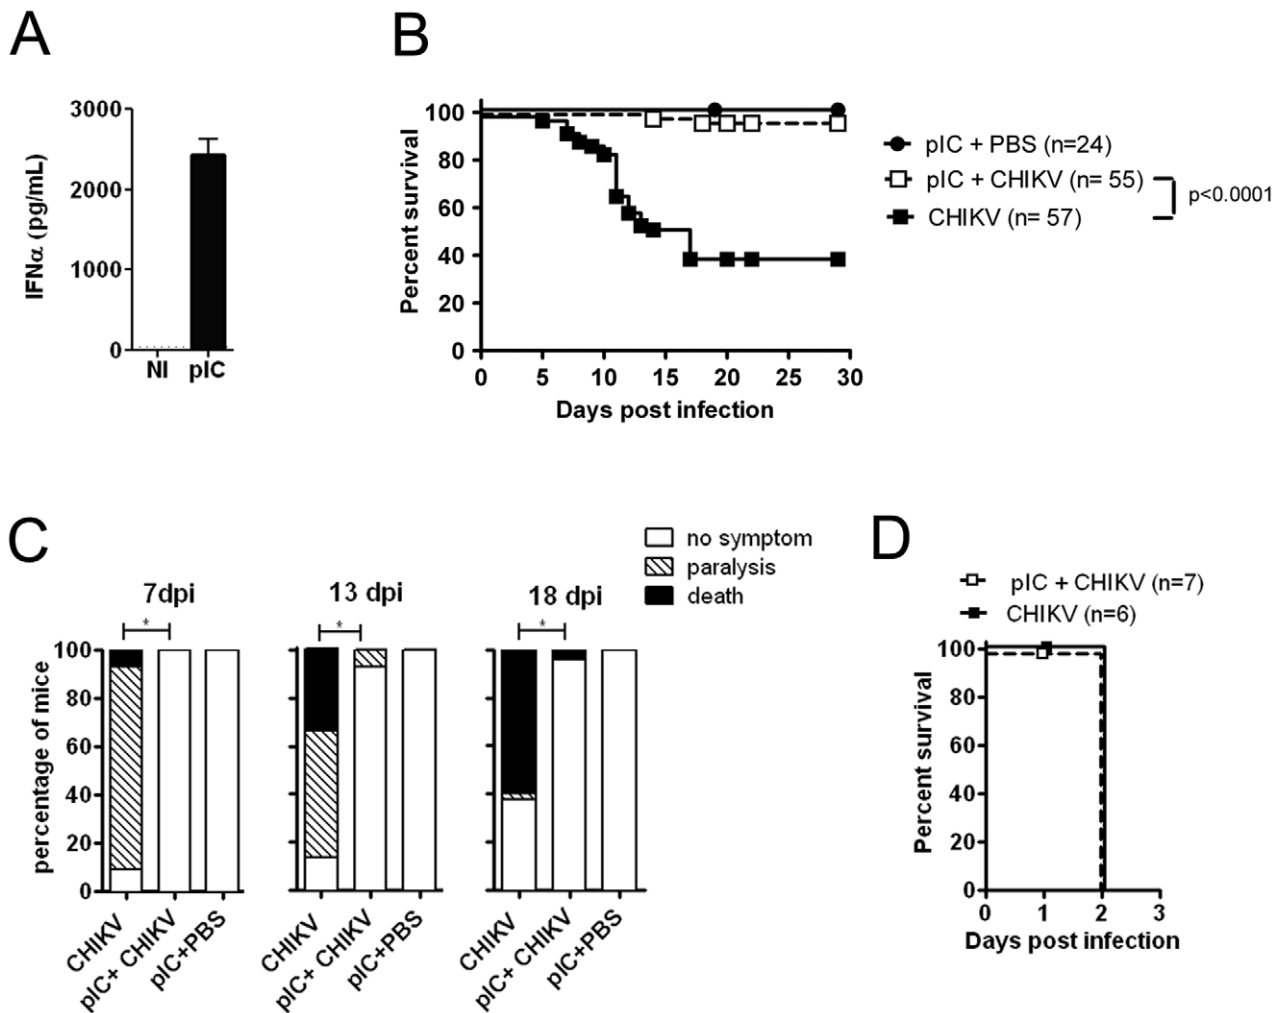 A
B
3000
2000
1000
0
IFNα (pg/mL)
NI pIC
100
80
60
40
20
0
Percent survival
0 5 10 15 20 25 30
Days post infection
pIC + PBS (n=24)
pIC + CHIKV (n= 55)
CHIKV (n= 57)
p<0.0001
C
no symptom
paralysis
death
7dpi
13 dpi
18 dpi
*
*
*
100
80
60
40
20
0
percentage of mice
CHIKV
pIC+ CHIKV
pIC+PBS
CHIKV
pIC+ CHIKV
pIC+PBS
CHIKV
pIC+ CHIKV
pIC+PBS
D
pIC + CHIKV (n=7)
CHIKV (n=6)
100
80
60
40
20
0
Percent survival
0 1 2 3
Days post infection